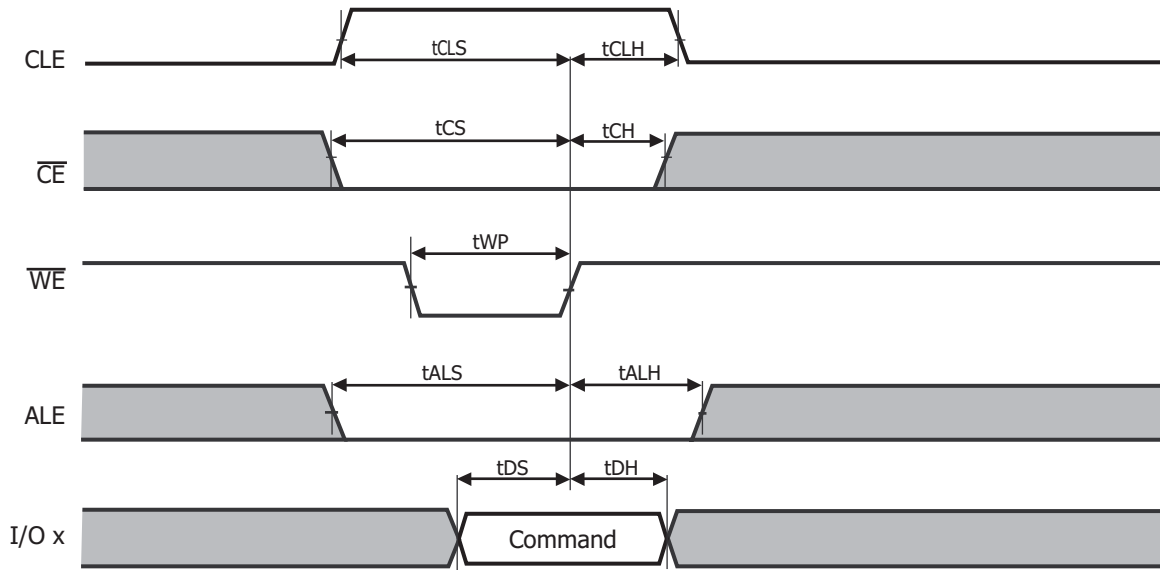 CLE
tCLS
tCLH
CE
tCS
tCH
WE
tWP
ALE
tALS
tALH
I/O x
tDS
tDH
Command